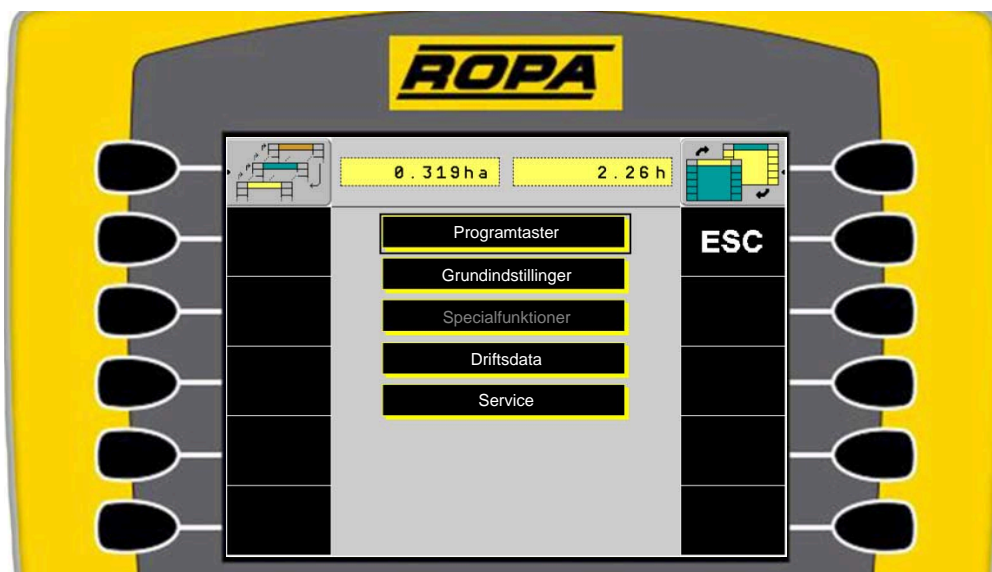 ROPA
0.319ha 2.26h
Programtaster
ESC
Grundindstillinger
Specialfunktioner
Driftsdata
Service